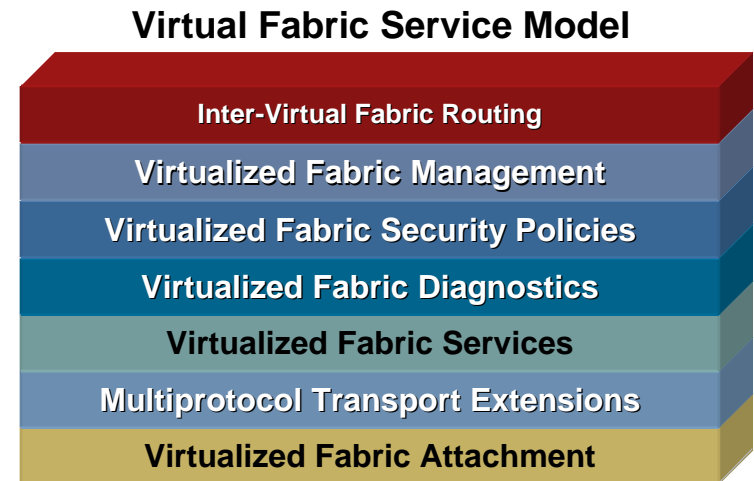 Virtual Fabric Service Model
Inter-Virtual Fabric Routing
Virtualized Fabric Management
Virtualized Fabric Security Policies
Virtualized Fabric Diagnostics
Virtualized Fabric Services
Multiprotocol Transport Extensions
Virtualized Fabric Attachment